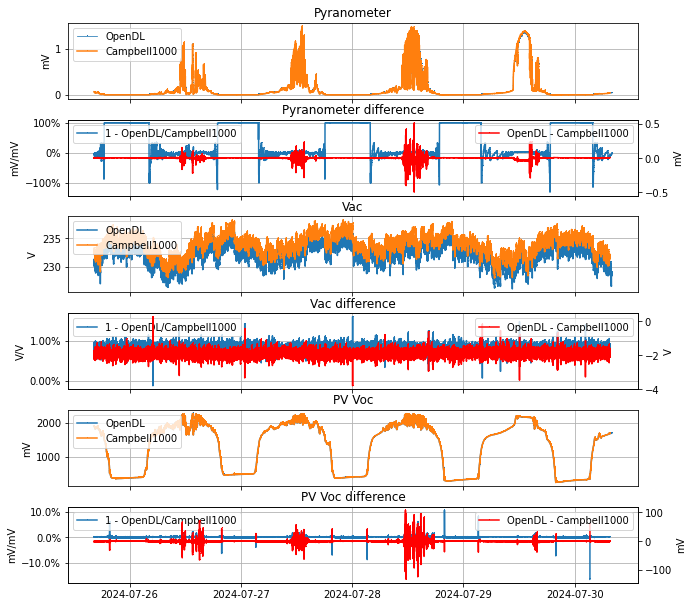 Pyranometer
OpenDL
Campbell1000
1
0
mV
Pyranometer difference
100%
0%
−100%
mV/mV
1 - OpenDL/Campbell1000
OpenDL - Campbell1000
0.5
0.0
−0.5
mV
Vac
OpenDL
Campbell1000
235
230
V
Vac difference
1.00%
0.00%
V/V
1 - OpenDL/Campbell1000
OpenDL - Campbell1000
0
−2
−4
V
PV Voc
OpenDL
Campbell1000
2000
1000
mV
PV Voc difference
10.0%
0.0%
−10.0%
mV/mV
1 - OpenDL/Campbell1000
OpenDL - Campbell1000
100
0
−100
mV
2024-07-26 2024-07-27 2024-07-28 2024-07-29 2024-07-30